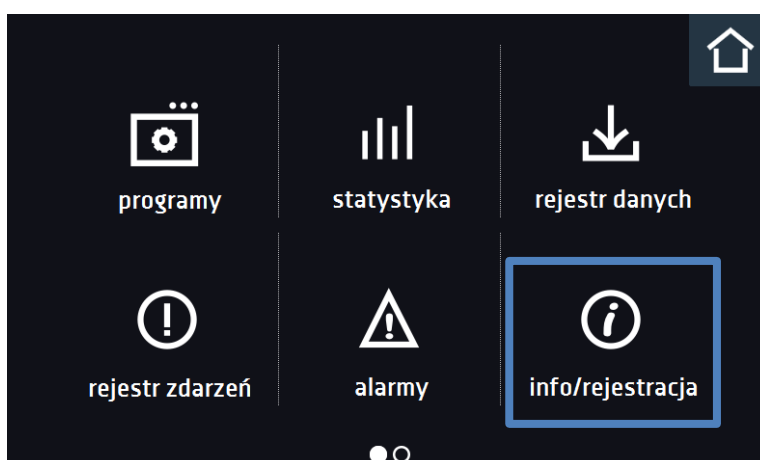 programy
statystyka
rejestr danych
rejestr zdarzeń
alarmy
info/rejestracja